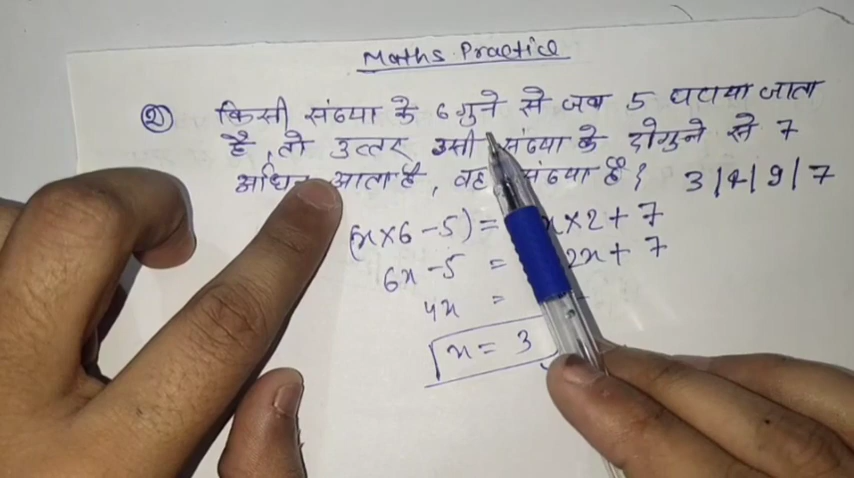 Maths Practice
② किसी संख्या के 6 गुने से जब 5 घटाया जाता
है, तो उत्तर उसी संख्या के दोगुने से 7
आता है, वह संख्या है? 3/4/9/7
(x×6-5) = x×2+7
6x-5 = 2x+7
4x =
x = 3